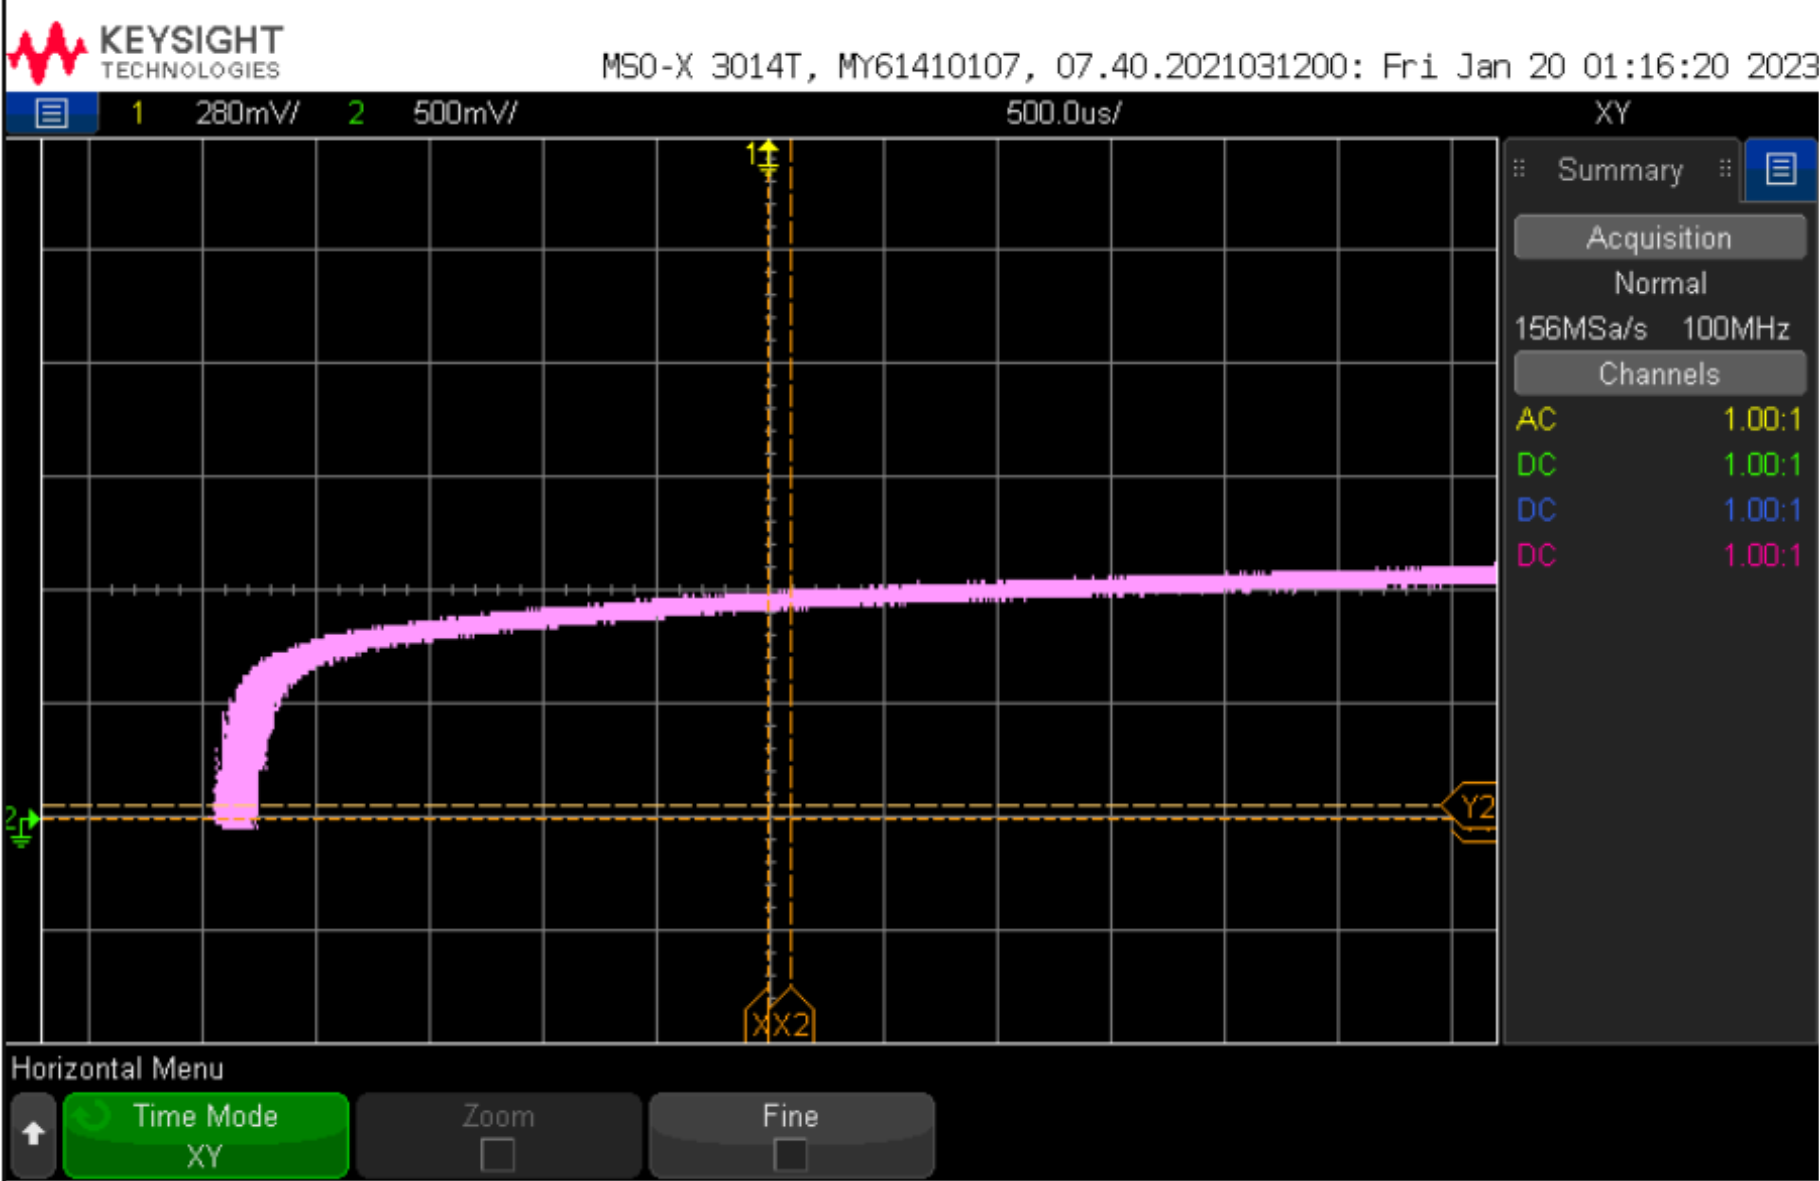 KEYSIGHT
TECHNOLOGIES
MSO-X 3014T, MY61410107, 07.40.2021031200: Fri Jan 20 01:16:20 2023
1 280mV/ 2 500mV/ 500.0us/ XY
1
Summary
Acquisition
Normal
156MSa/s 100MHz
Channels
AC 1.00:1
DC 1.00:1
DC 1.00:1
DC 1.00:1
2
Y2
X X2
Horizontal Menu
Time Mode
XY
Zoom
Fine